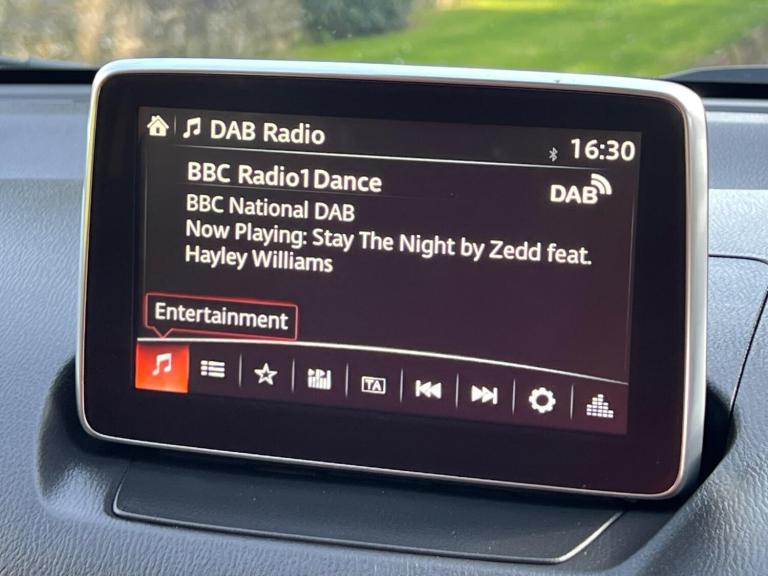 DAB Radio
16:30
BBC Radio1Dance
DAB
BBC National DAB
Now Playing: Stay The Night by Zedd feat.
Hayley Williams
Entertainment
TA